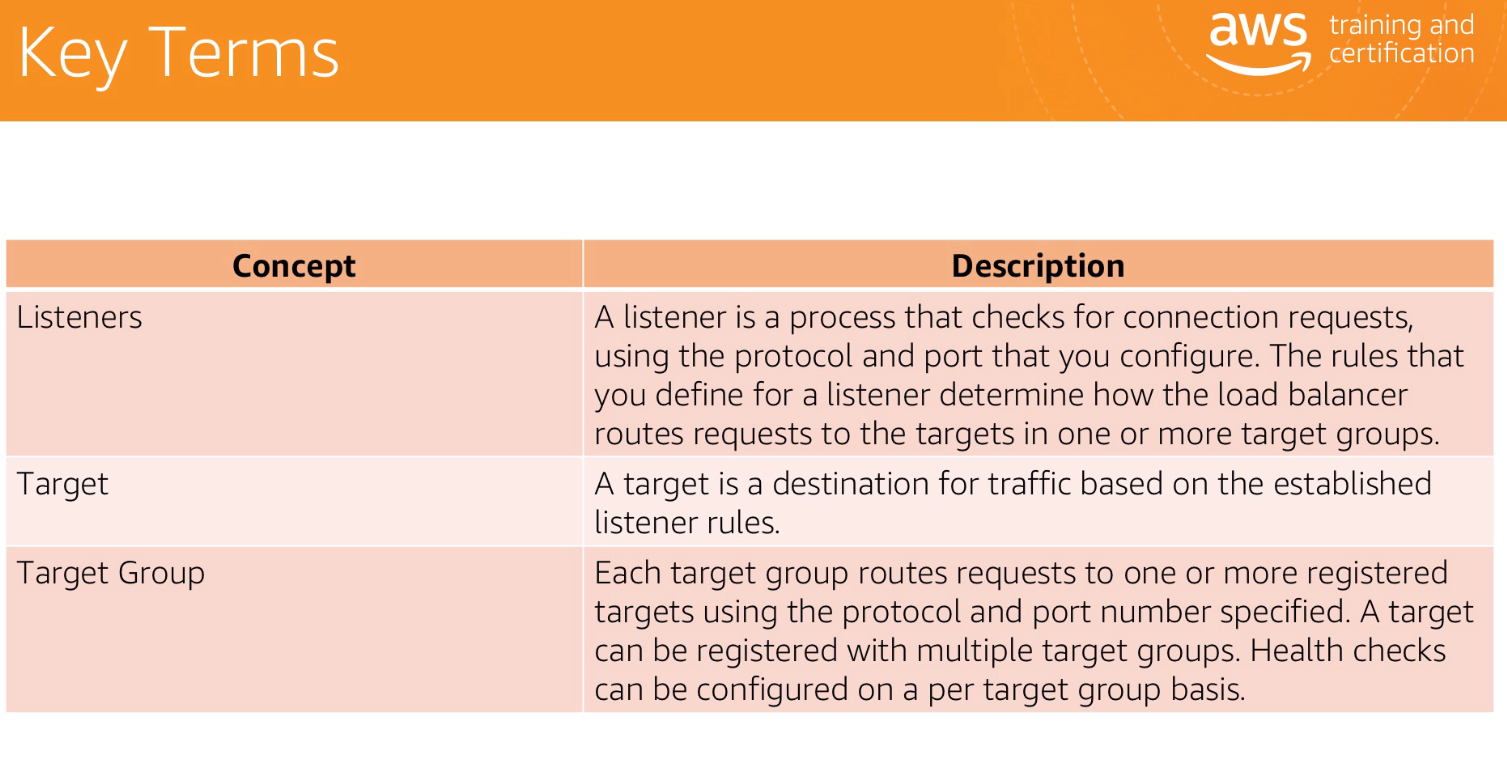 Key Terms
aws training and
certification
Concept
Description
Listeners
A listener is a process that checks for connection requests,
using the protocol and port that you configure. The rules that
you define for a listener determine how the load balancer
routes requests to the targets in one or more target groups.
Target
A target is a destination for traffic based on the established
listener rules.
Target Group
Each target group routes requests to one or more registered
targets using the protocol and port number specified. A target
can be registered with multiple target groups. Health checks
can be configured on a per target group basis.